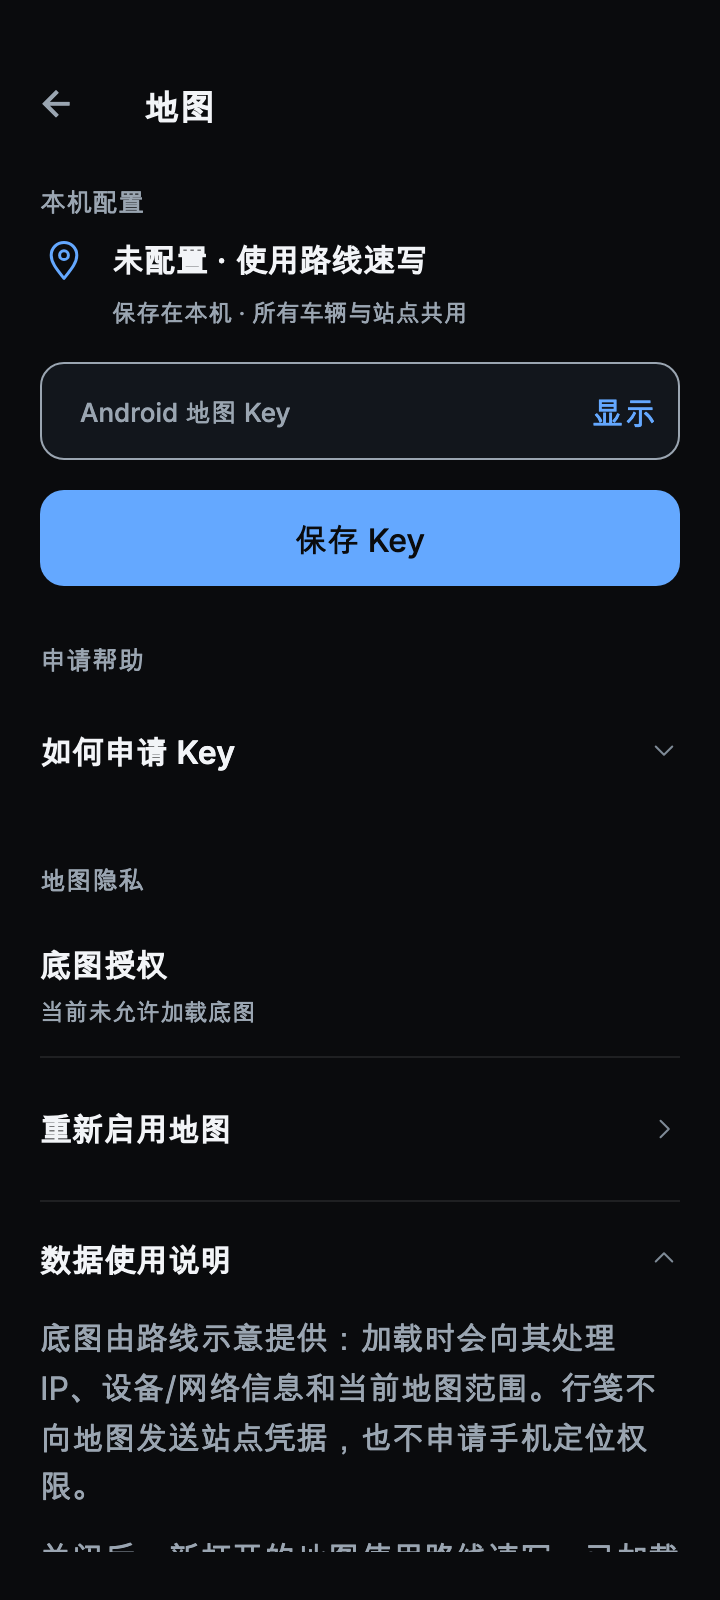 地图
本机配置
未配置 · 使用路线速写
保存在本机 · 所有车辆与站点共用
Android 地图 Key
显示
保存 Key
申请帮助
如何申请 Key
地图隐私
底图授权
当前未允许加载底图
重新启用地图
数据使用说明
底图由路线示意提供：加载时会向其处理
IP、设备/网络信息和当前地图范围。行笺不
向地图发送站点凭据，也不申请手机定位权
限。